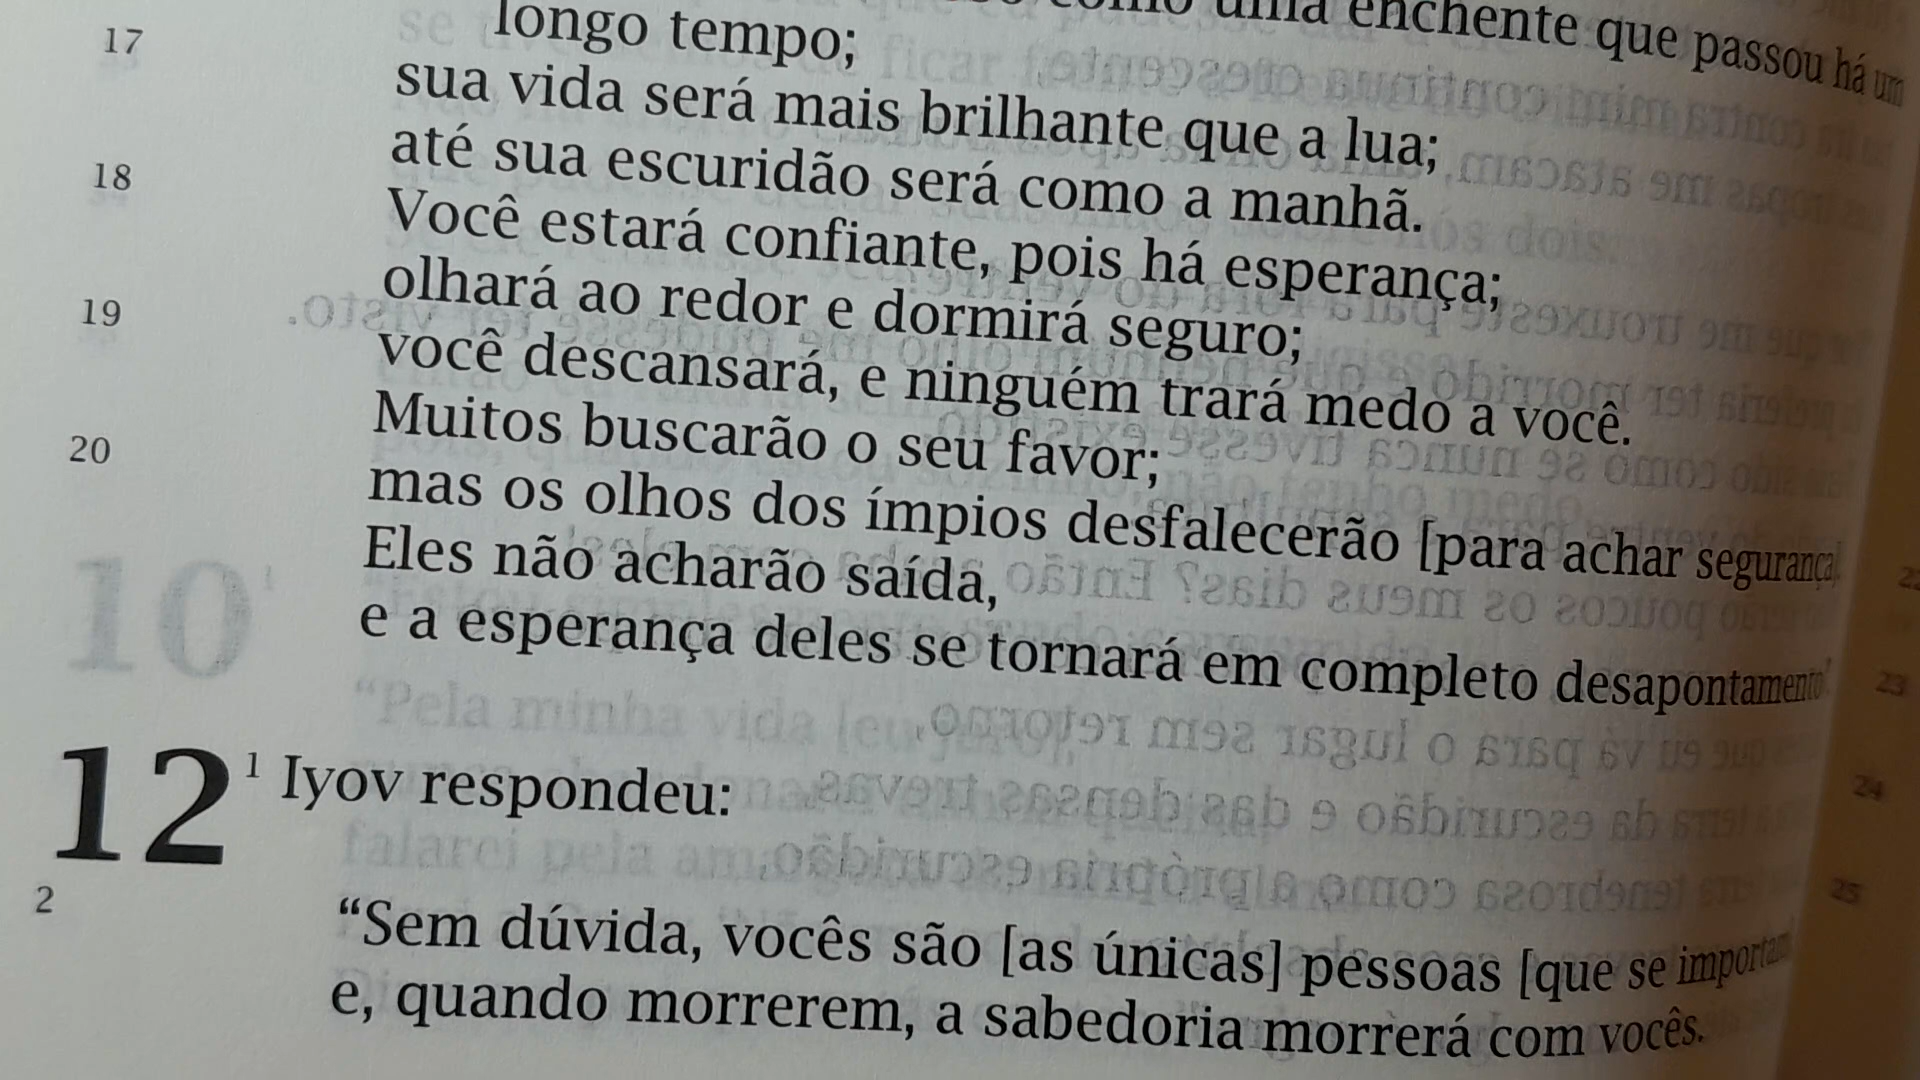 como uma enchente que passou há um
longo tempo;
17 sua vida será mais brilhante que a lua;
até sua escuridão será como a manhã.
18 Você estará confiante, pois há esperança;
olhará ao redor e dormirá seguro;
19 você descansará, e ninguém trará medo a você.
Muitos buscarão o seu favor;
20 mas os olhos dos ímpios desfalecerão [para achar segurança
Eles não acharão saída,
e a esperança deles se tornará em completo desapontamento
12 1 Iyov respondeu:
2 “Sem dúvida, vocês são [as únicas] pessoas [que se importam
e, quando morrerem, a sabedoria morrerá com vocês.